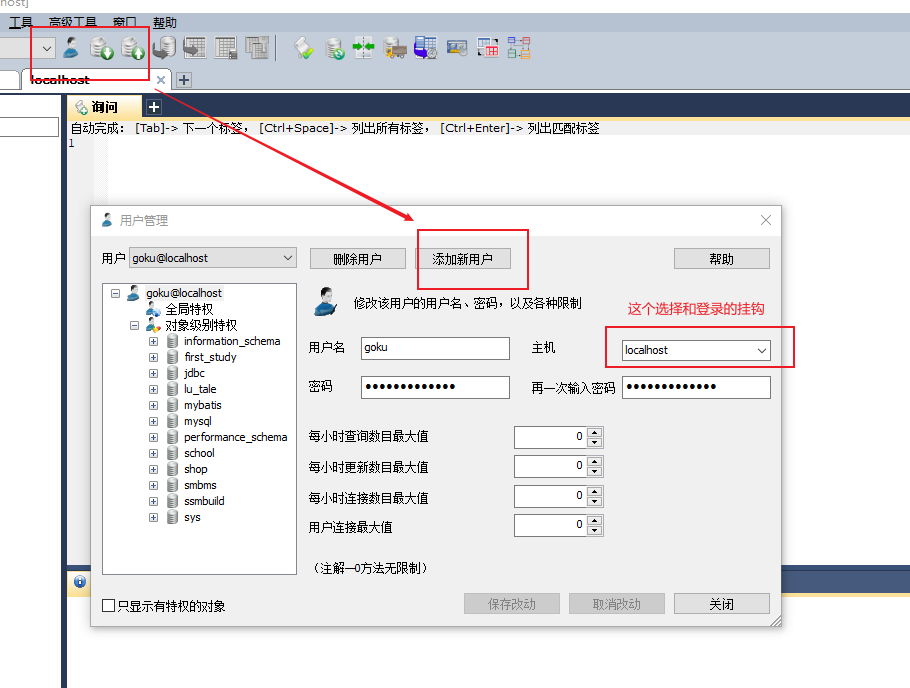 host]
工具 高级工具 窗口 帮助
localhost
询问
自动完成： [Tab]-> 下一个标签， [Ctrl+Space]-> 列出所有标签， [Ctrl+Enter]-> 列出匹配标签
1
用户管理
用户 goku@localhost 删除用户 添加新用户 帮助
goku@localhost
全局特权
对象级别特权
information_schema
first_study
jdbc
lu_tale
mybatis
mysql
performance_schema
school
shop
smbms
ssmbuild
sys
修改该用户的用户名、密码，以及各种限制
这个选择和登录的挂钩
用户名 goku 主机 localhost
密码 ••••••••••••• 再一次输入密码 •••••••••••••
每小时查询数目最大值 0
每小时更新数目最大值 0
每小时连接数目最大值 0
用户连接最大值 0
（注解—0方法无限制）
只显示有特权的对象 保存改动 取消改动 关闭